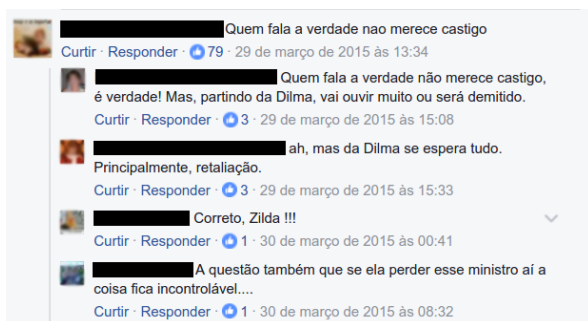 Quem fala a verdade nao merece castigo
Curtir · Responder · 79 · 29 de março de 2015 às 13:34
Quem fala a verdade não merece castigo,
é verdade! Mas, partindo da Dilma, vai ouvir muito ou será demitido.
Curtir · Responder · 3 · 29 de março de 2015 às 15:08
ah, mas da Dilma se espera tudo.
Principalmente, retaliação.
Curtir · Responder · 3 · 29 de março de 2015 às 15:33
Correto, Zilda !!!
Curtir · Responder · 1 · 30 de março de 2015 às 00:41
A questão também que se ela perder esse ministro aí a
coisa fica incontrolável....
Curtir · Responder · 1 · 30 de março de 2015 às 08:32